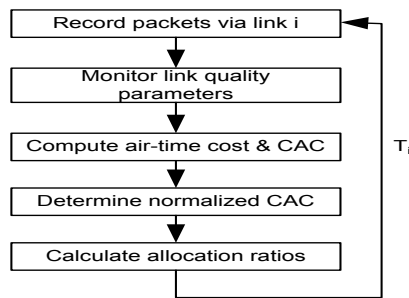 Record packets via link i
Monitor link quality
parameters
Compute air-time cost & CAC
Determine normalized CAC
Calculate allocation ratios
Ti